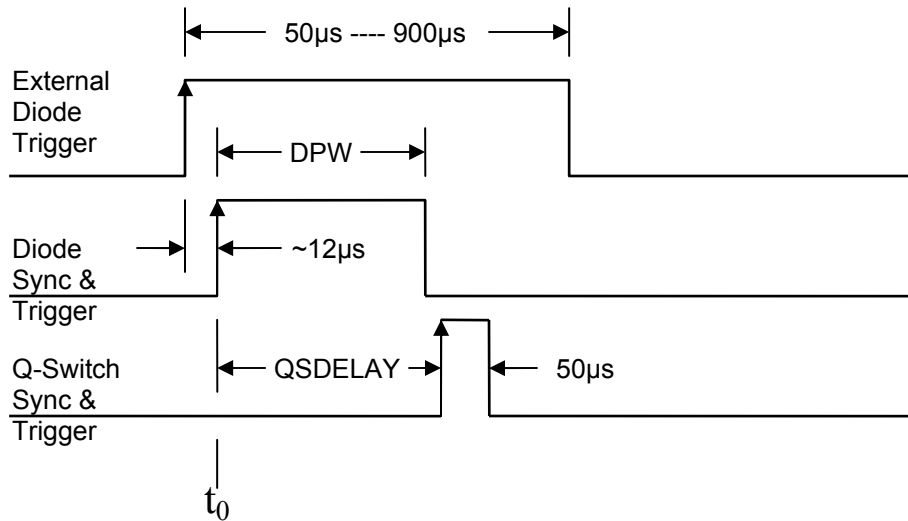 50µs ---- 900µs
External
Diode
Trigger
DPW
Diode
Sync &
Trigger
~12µs
Q-Switch
Sync &
Trigger
QSDELAY
50µs
t0